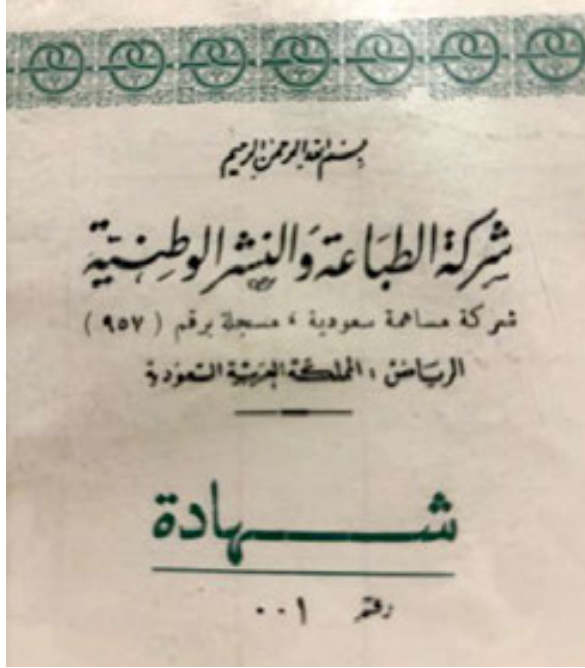 بسم الله الرحمن الرحيم
شركة الطباعة والنشر الوطنية
شركة مساهمة سعودية ، مسجلة برقم ( ٩٥٧ )
الرياض ، المملكة العربية السعودية
شهادة
رقم ٠٠١